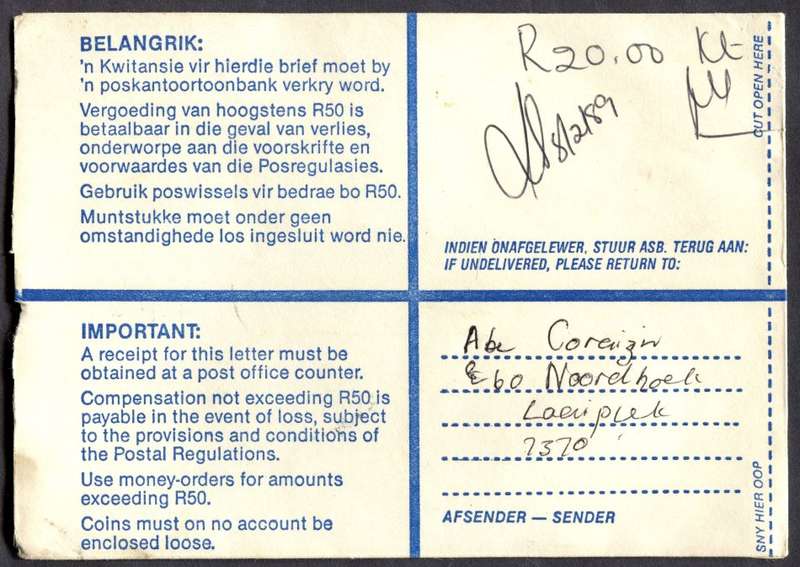 BELANGRIK:
'n Kwitansie vir hierdie brief moet by
'n poskantoortoonbank verkry word.
Vergoeding van hoogstens R50 is
betaalbaar in die geval van verlies,
onderworpe aan die voorskrifte en
voorwaardes van die Posregulasies.
Gebruik poswissels vir bedrae bo R50.
Muntstukke moet onder geen
omstandighede los ingesluit word nie.
R20.00
8/2/89
CUT OPEN HERE
INDIEN ONAFGELEWER, STUUR ASB. TERUG AAN:
IF UNDELIVERED, PLEASE RETURN TO:
IMPORTANT:
A receipt for this letter must be
obtained at a post office counter.
Compensation not exceeding R50 is
payable in the event of loss, subject
to the provisions and conditions of
the Postal Regulations.
Use money-orders for amounts
exceeding R50.
Coins must on no account be
enclosed loose.
Abe
E60 Noordhoek
7370
AFSENDER — SENDER
SNY HIER OOP